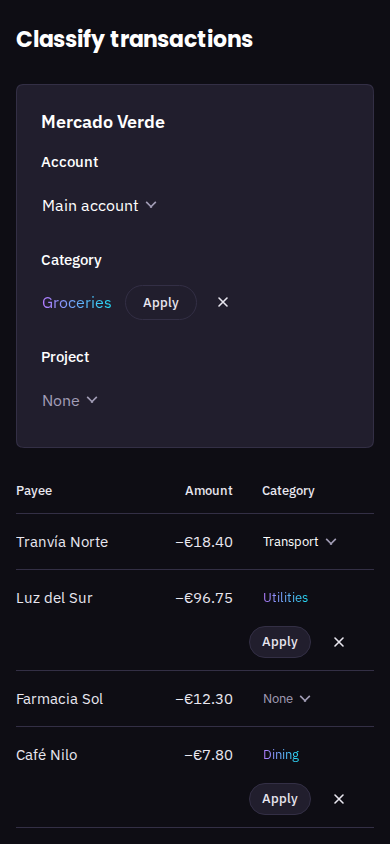 Classify transactions
Mercado Verde
Account
Main account
Category
Groceries Apply
Project
None
Payee Amount Category
Tranvía Norte −€18.40 Transport
Luz del Sur −€96.75 Utilities
Apply
Farmacia Sol −€12.30 None
Café Nilo −€7.80 Dining
Apply